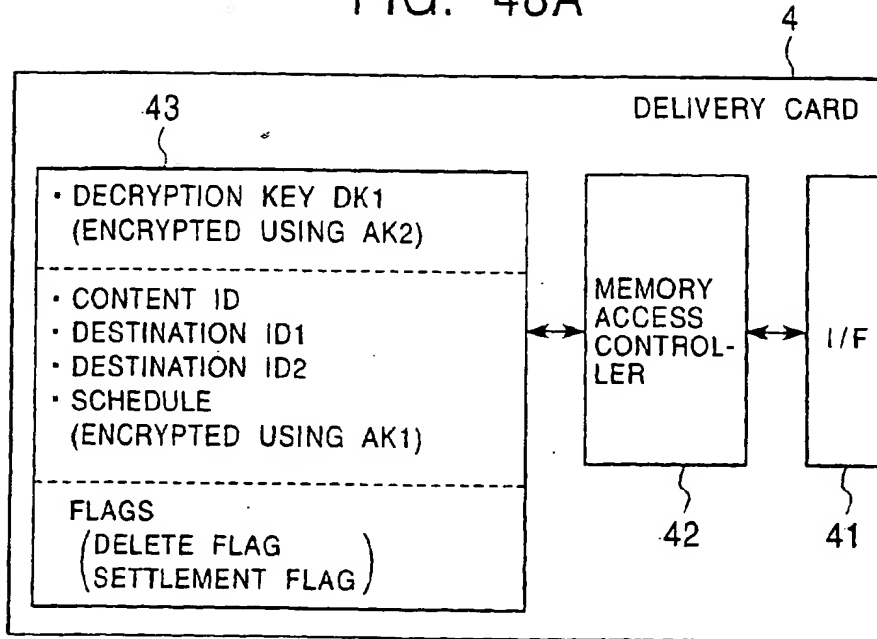 FIG. 48A
4
DELIVERY CARD
43
· DECRYPTION KEY DK1
(ENCRYPTED USING AK2)
· CONTENT ID
· DESTINATION ID1
· DESTINATION ID2
· SCHEDULE
(ENCRYPTED USING AK1)
FLAGS
(DELETE FLAG
SETTLEMENT FLAG)
MEMORY
ACCESS
CONTROL-
LER
I/F
42
41